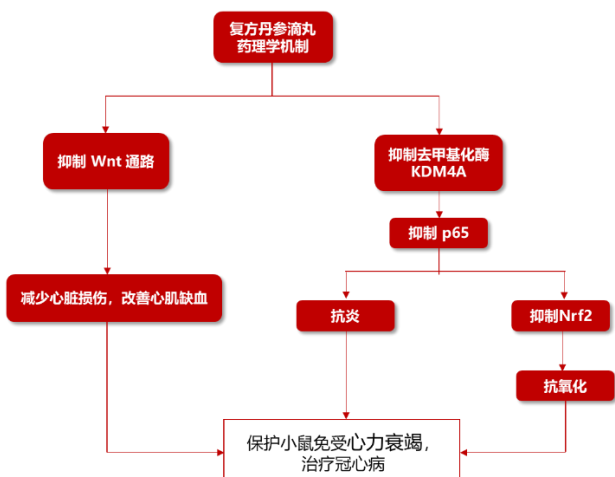 复方丹参滴丸
药理学机制
抑制 Wnt 通路
抑制去甲基化酶
KDM4A
抑制 p65
减少心脏损伤，改善心肌缺血
抗炎
抑制Nrf2
抗氧化
保护小鼠免受心力衰竭，
治疗冠心病